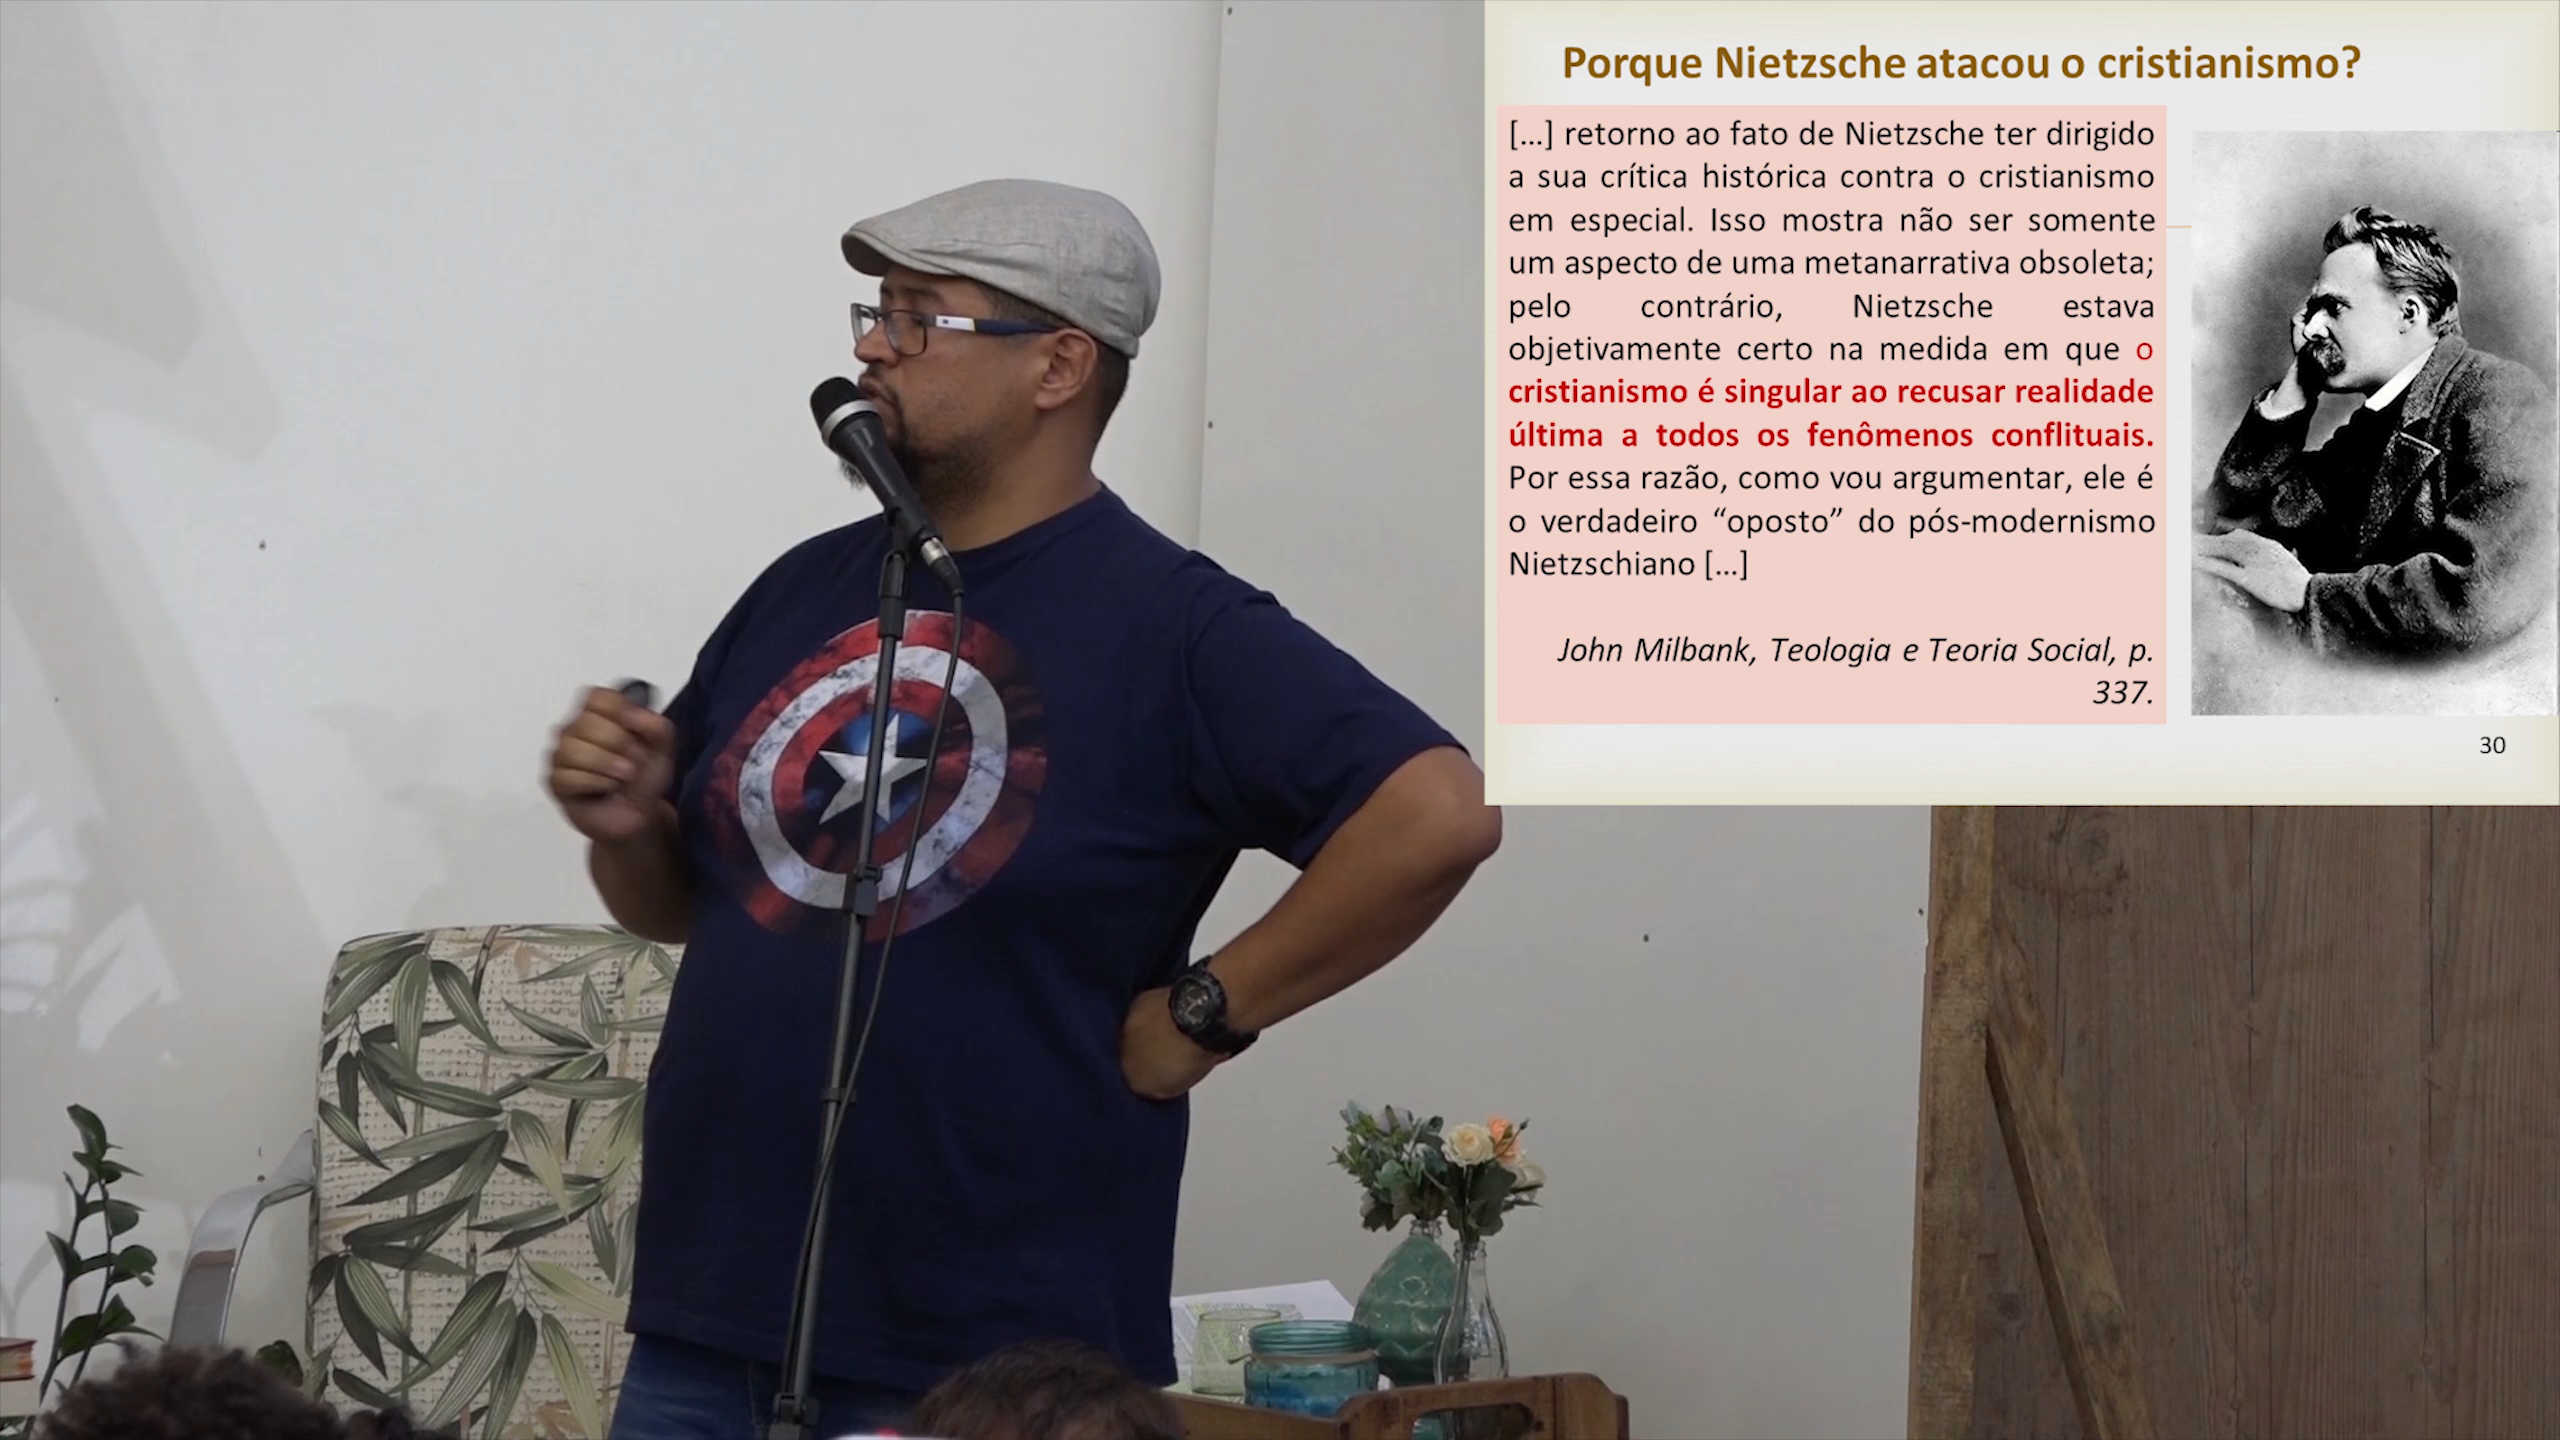 Porque Nietzsche atacou o cristianismo?
[...] retorno ao fato de Nietzsche ter dirigido
a sua crítica histórica contra o cristianismo
em especial. Isso mostra não ser somente
um aspecto de uma metanarrativa obsoleta;
pelo contrário, Nietzsche estava
objetivamente certo na medida em que o
cristianismo é singular ao recusar realidade
última a todos os fenômenos conflituais.
Por essa razão, como vou argumentar, ele é
o verdadeiro “oposto” do pós-modernismo
Nietzschiano [...]
John Milbank, Teologia e Teoria Social, p.
337.
30